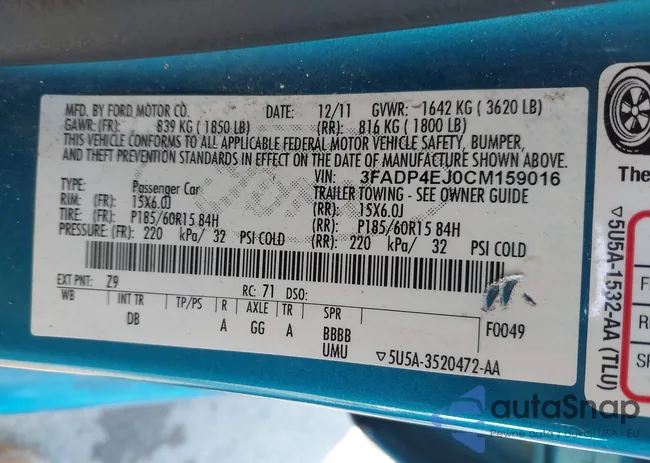 MFD. BY FORD MOTOR CO. DATE: 12/11 GVWR: 1642 KG ( 3620 LB)
GAWR: (FR): 839 KG ( 1850 LB) (RR): 816 KG ( 1800 LB)
THIS VEHICLE CONFORMS TO ALL APPLICABLE FEDERAL MOTOR VEHICLE SAFETY, BUMPER,
AND THEFT PREVENTION STANDARDS IN EFFECT ON THE DATE OF MANUFACTURE SHOWN ABOVE.
VIN: 3FADP4EJ0CM159016
TYPE: Passenger Car TRAILER TOWING - SEE OWNER GUIDE
RIM: (FR): 15X6.0J (RR): 15X6.0J
TIRE: (FR): P185/60R15 84H (RR): P185/60R15 84H
PRESSURE: (FR): 220 kPa/ 32 PSI COLD (RR): 220 kPa/ 32 PSI COLD
EXT PNT: Z9 RC: 71 DSO:
WB INT TR TP/PS R AXLE TR SPR F0049
DB A GG A BBBB
UMU ▽5U5A-3520472-AA
The
▽5U5A-1532-AA (TLU)
F
R
SP
autoSnap
Pewne auto z aukcji USA - EU